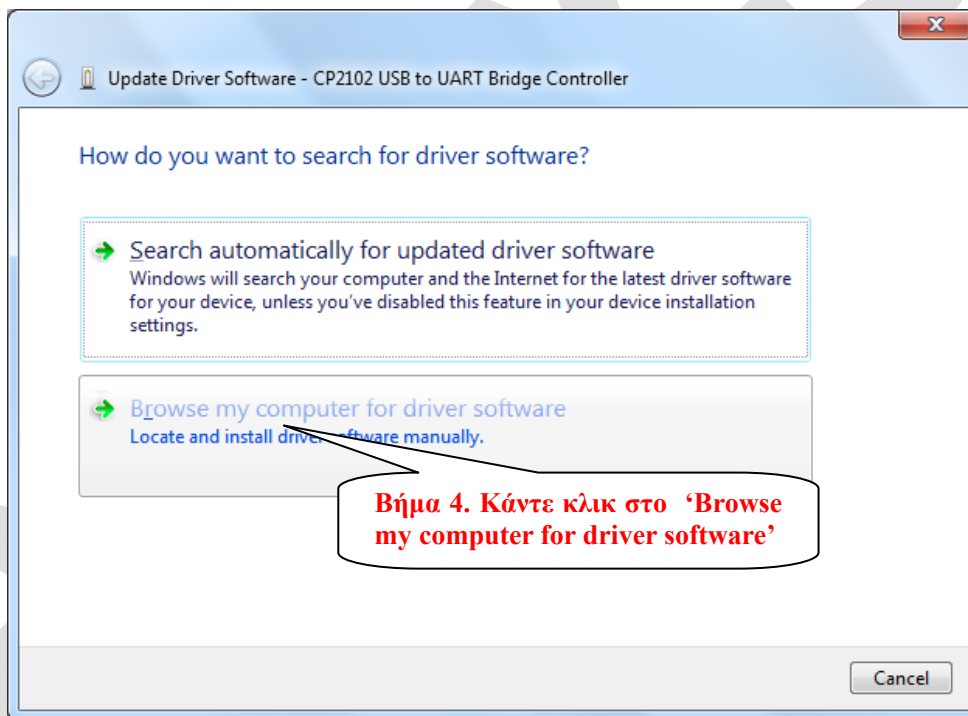 x
Update Driver Software - CP2102 USB to UART Bridge Controller
How do you want to search for driver software?
Search automatically for updated driver software
Windows will search your computer and the Internet for the latest driver software
for your device, unless you've disabled this feature in your device installation
settings.
Browse my computer for driver software
Locate and install driver software manually.
Βήμα 4. Κάντε κλικ στο ‘Browse
my computer for driver software’
Cancel